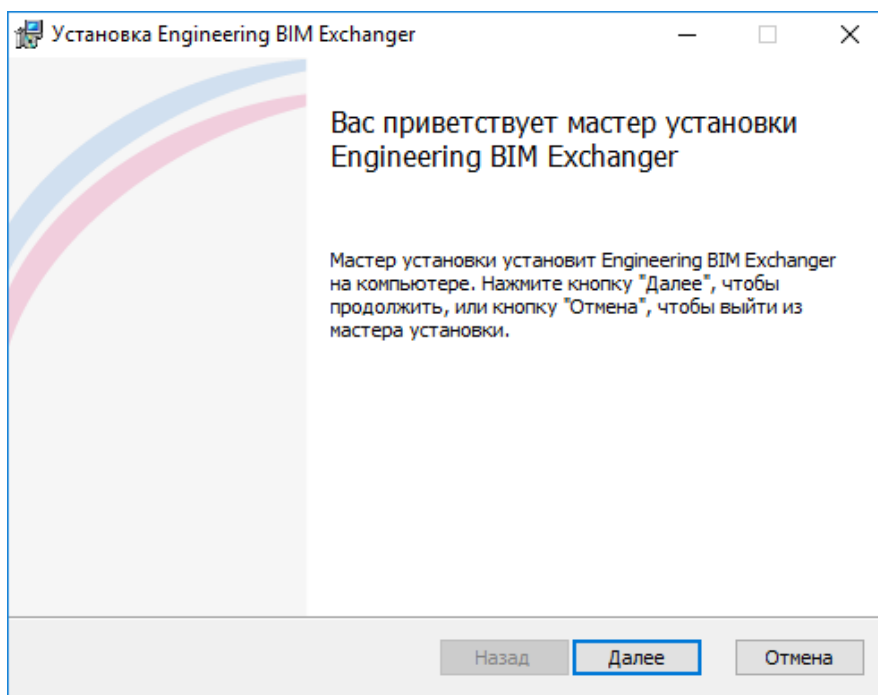 Установка Engineering BIM Exchanger
Вас приветствует мастер установки
Engineering BIM Exchanger
Мастер установки установит Engineering BIM Exchanger
на компьютере. Нажмите кнопку "Далее", чтобы
продолжить, или кнопку "Отмена", чтобы выйти из
мастера установки.
Назад Далее Отмена